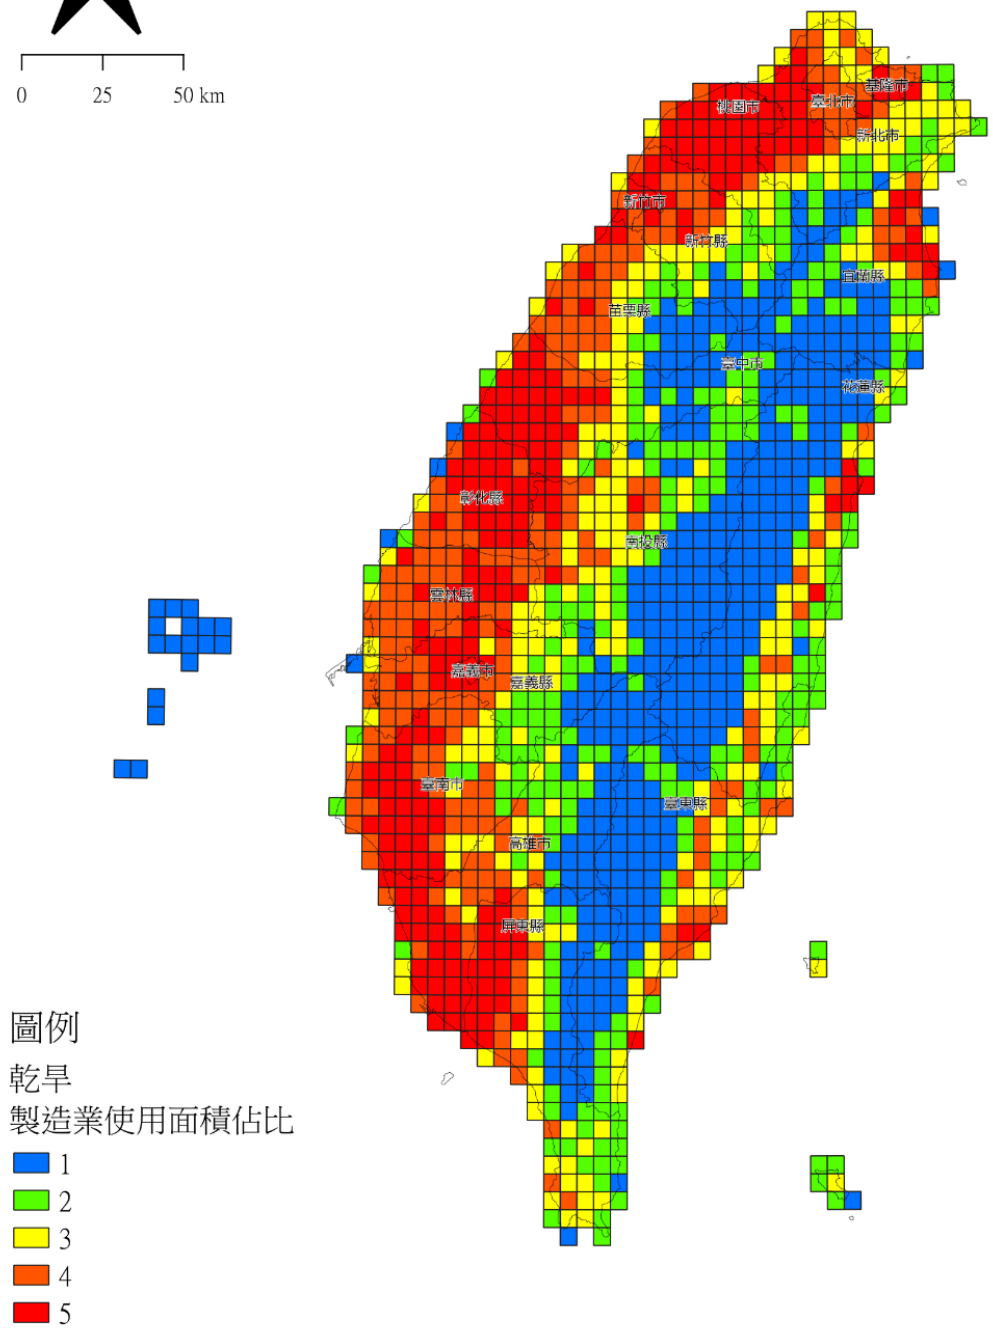 0 25 50 km
基隆市
桃園市
臺北市
新北市
新竹市
新竹縣
宜蘭縣
苗栗縣
臺中市
花蓮縣
彰化縣
南投縣
雲林縣
嘉義市
嘉義縣
臺南市
臺東縣
高雄市
屏東縣
圖例
乾旱
製造業使用面積佔比
1
2
3
4
5